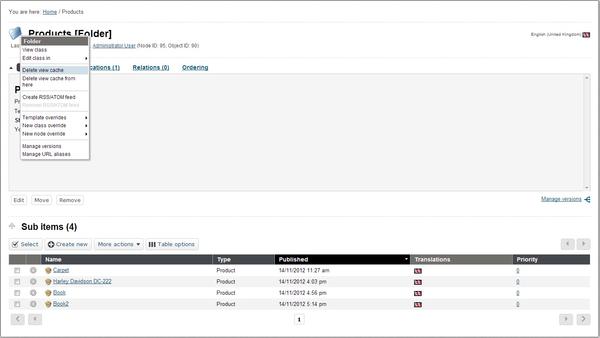 You are here: Home / Products
Products [Folder]
English (United Kingdom)
Folder
Administrator User (Node ID: 95, Object ID: 90)
View class
Edit class in
Delete view cache
(1) Relations (0) Ordering
Delete view cache from
here
Create RSS/ATOM feed
Remove RSS/ATOM feed
Template overrides
New class override
New node override
Manage versions
Manage URL aliases
Edit Move Remove
Manage versions
Sub items (4)
Select Create new More actions Table options
Name Type Published Translations Priority
Carpet Product 14/11/2012 11:27 am 0
Harley Davidson DC-222 Product 14/11/2012 4:03 pm 0
Book Product 14/11/2012 4:56 pm 0
Book2 Product 14/11/2012 5:14 pm 0
1